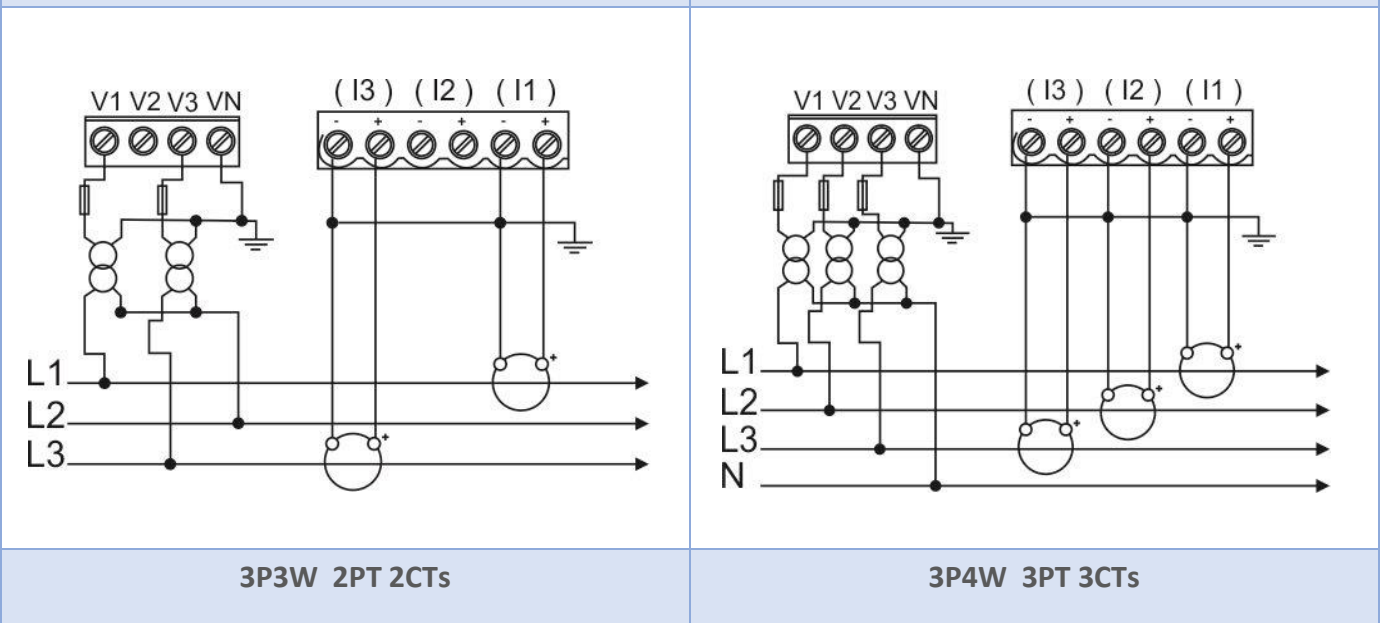 V1 V2 V3 VN
( I3 ) ( I2 ) ( I1 )
- + - + - +
+
+
L1
L2
L3
3P3W 2PT 2CTs
V1 V2 V3 VN
( I3 ) ( I2 ) ( I1 )
- + - + - +
+
+
+
L1
L2
L3
N
3P4W 3PT 3CTs